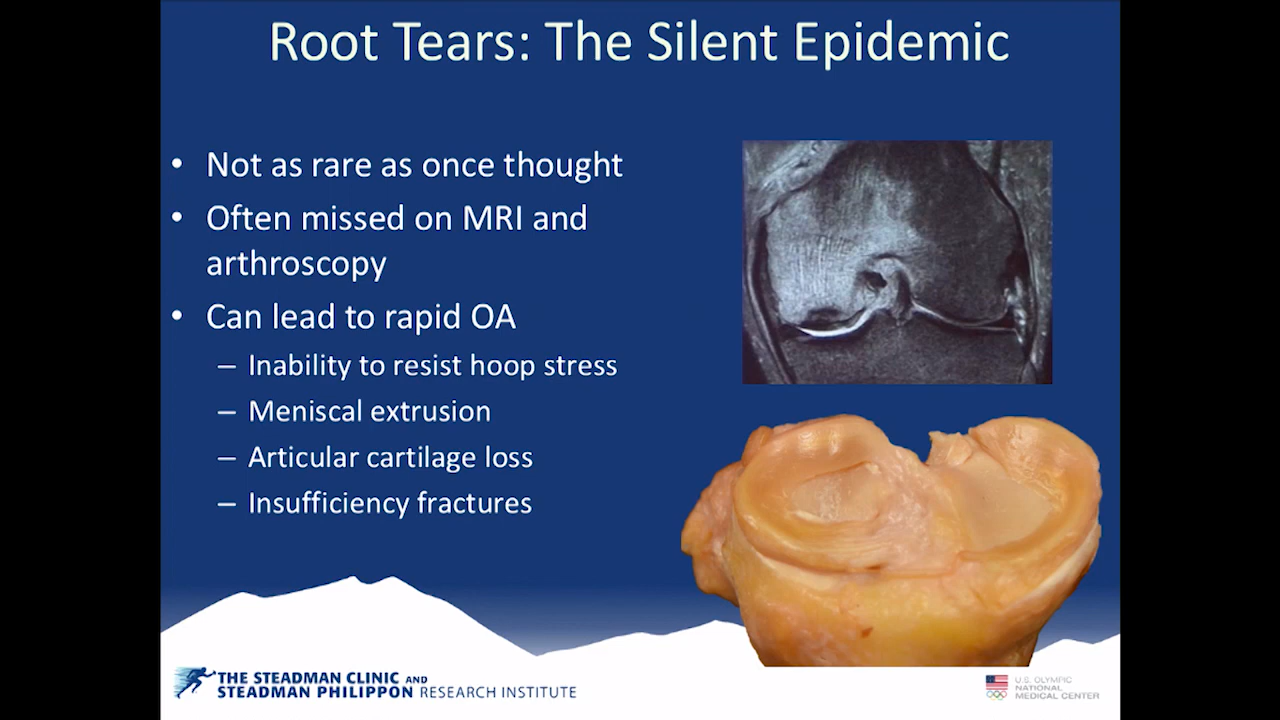 Root Tears: The Silent Epidemic
• Not as rare as once thought
• Often missed on MRI and
arthroscopy
• Can lead to rapid OA
– Inability to resist hoop stress
– Meniscal extrusion
– Articular cartilage loss
– Insufficiency fractures
THE STEADMAN CLINIC AND
STEADMAN PHILIPPON RESEARCH INSTITUTE
U.S. OLYMPIC
NATIONAL
MEDICAL CENTER